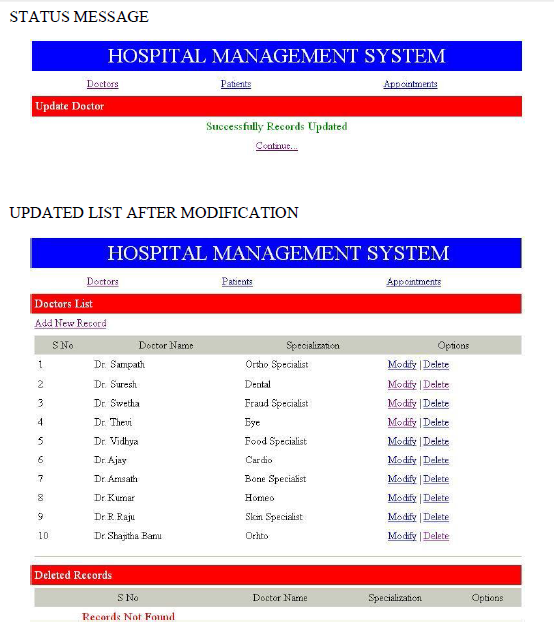 STATUS MESSAGE
HOSPITAL MANAGEMENT SYSTEM
Doctors Patients Appointments
Update Doctor
Successfully Records Updated
Continue...
UPDATED LIST AFTER MODIFICATION
HOSPITAL MANAGEMENT SYSTEM
Doctors Patients Appointments
Doctors List
Add New Record
S No Doctor Name Specialization Options
1 Dr. Sampath Ortho Specialist Modify | Delete
2 Dr. Suresh Dental Modify | Delete
3 Dr. Swetha Fraud Specialist Modify | Delete
4 Dr. Thevi Eye Modify | Delete
5 Dr. Vidhya Food Specialist Modify | Delete
6 Dr.Ajay Cardio Modify | Delete
7 Dr.Amsath Bone Specialist Modify | Delete
8 Dr.Kumar Homeo Modify | Delete
9 Dr.R.Raju Skin Specialist Modify | Delete
10 Dr.Shajitha Banu Orhto Modify | Delete
Deleted Records
S No Doctor Name Specialization Options
Records Not Found